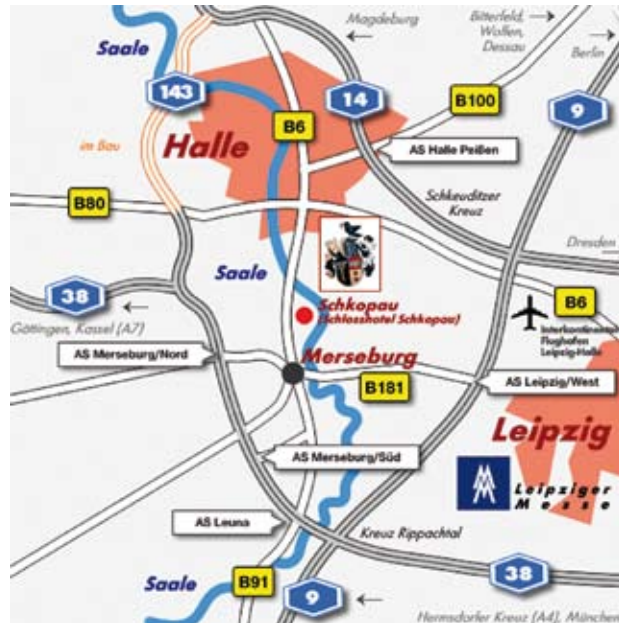 Saale
Magdeburg
Bitterfeld,
Wolfen,
Dessau
Berlin
143
14
9
B100
B6
Halle
im Bau
AS Halle Peißen
Schkeuditzer
Kreuz
B80
Dresden
Saale
38
B6
Göttingen, Kassel (A7)
Schkopau
(Schlosshotel Schkopau)
Interkontinental
Flughafen
Leipzig-Halle
AS Merseburg/Nord
Merseburg
B181
AS Leipzig/West
Leipzig
AS Merseburg/Süd
Leipziger
Messe
AS Leuna
Kreuz Rippachtal
Saale
B91
9
38
Hermsdorfer Kreuz (A4), München